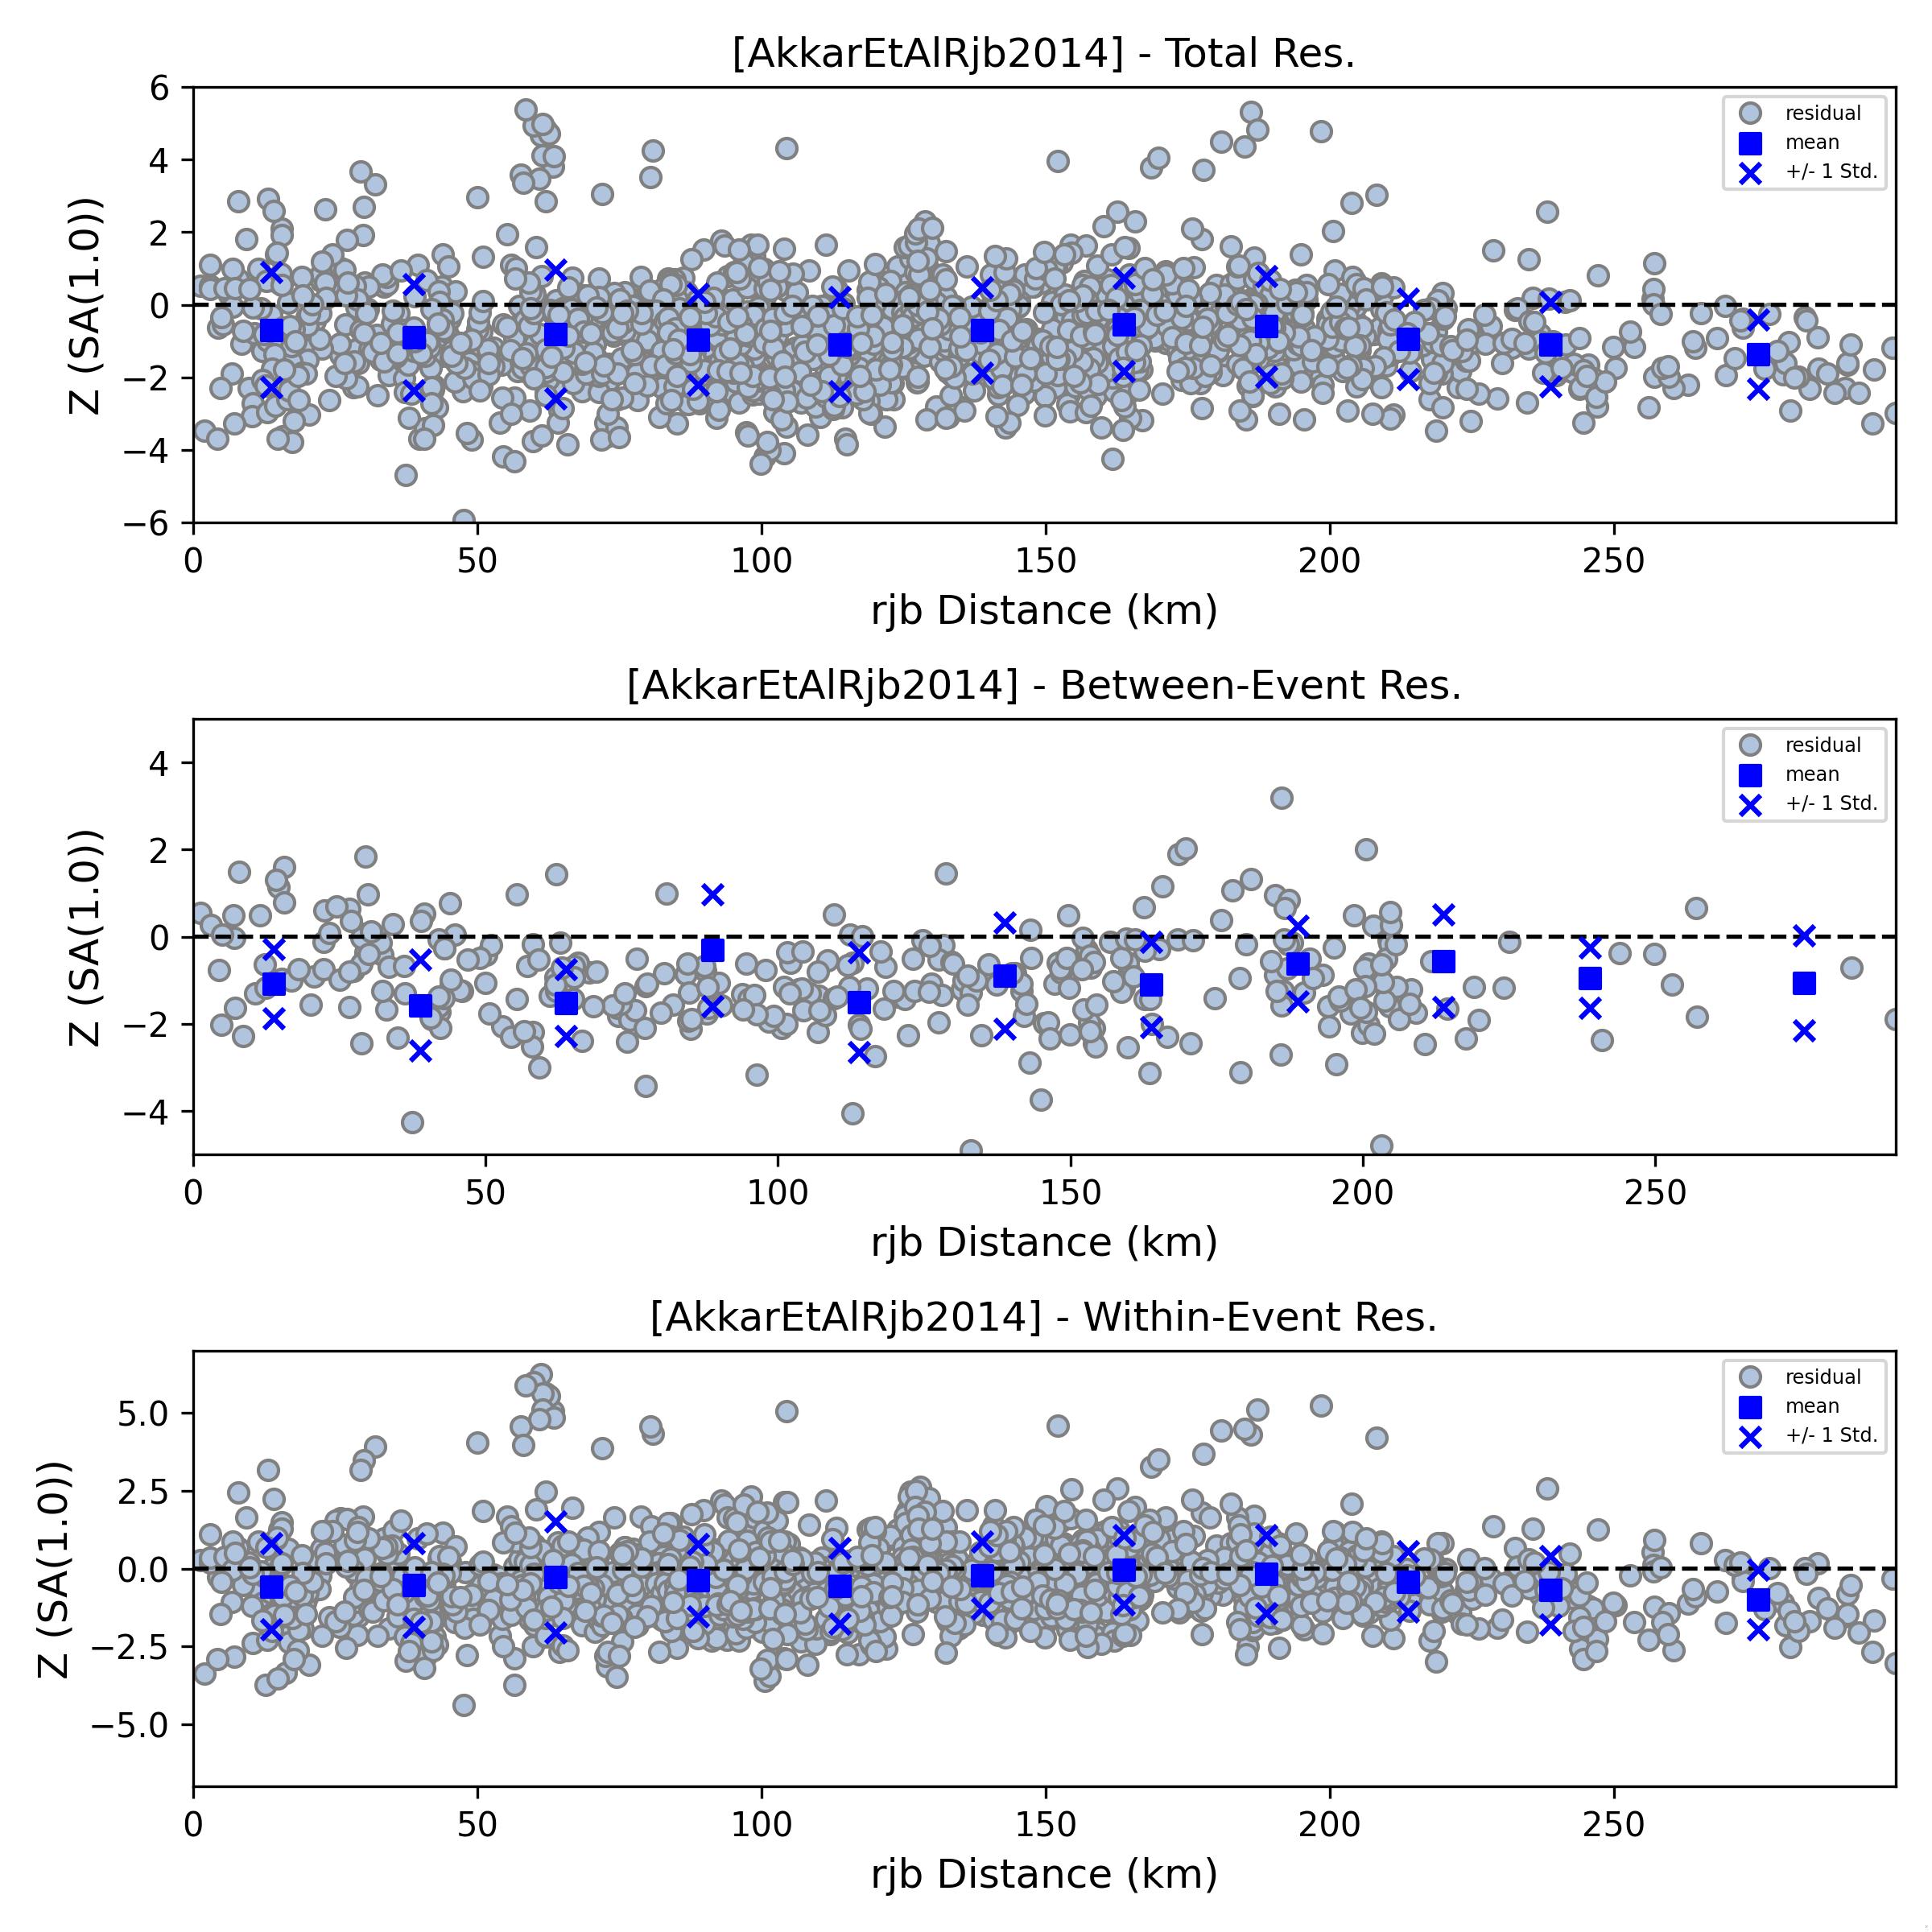 [AkkarEtAlRjb2014] - Total Res.
6
4
2
0
−2
−4
−6
Z (SA(1.0))
residual
mean
+/- 1 Std.
0 50 100 150 200 250
rjb Distance (km)
[AkkarEtAlRjb2014] - Between-Event Res.
4
2
0
−2
−4
Z (SA(1.0))
residual
mean
+/- 1 Std.
0 50 100 150 200 250
rjb Distance (km)
[AkkarEtAlRjb2014] - Within-Event Res.
5.0
2.5
0.0
−2.5
−5.0
Z (SA(1.0))
residual
mean
+/- 1 Std.
0 50 100 150 200 250
rjb Distance (km)